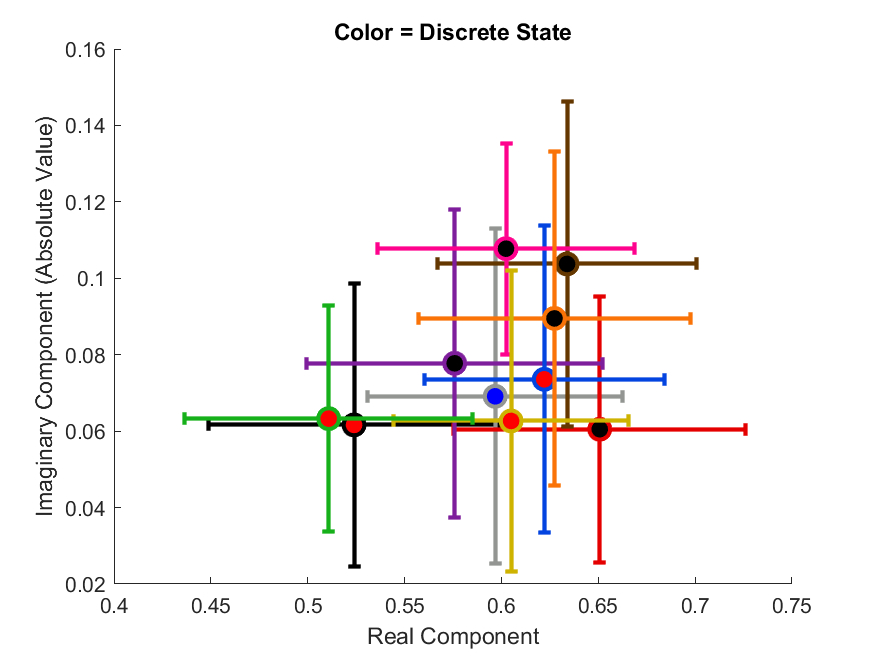 Color = Discrete State
0.16
0.14
0.12
0.1
0.08
0.06
0.04
0.02
Imaginary Component (Absolute Value)
0.4 0.45 0.5 0.55 0.6 0.65 0.7 0.75
Real Component